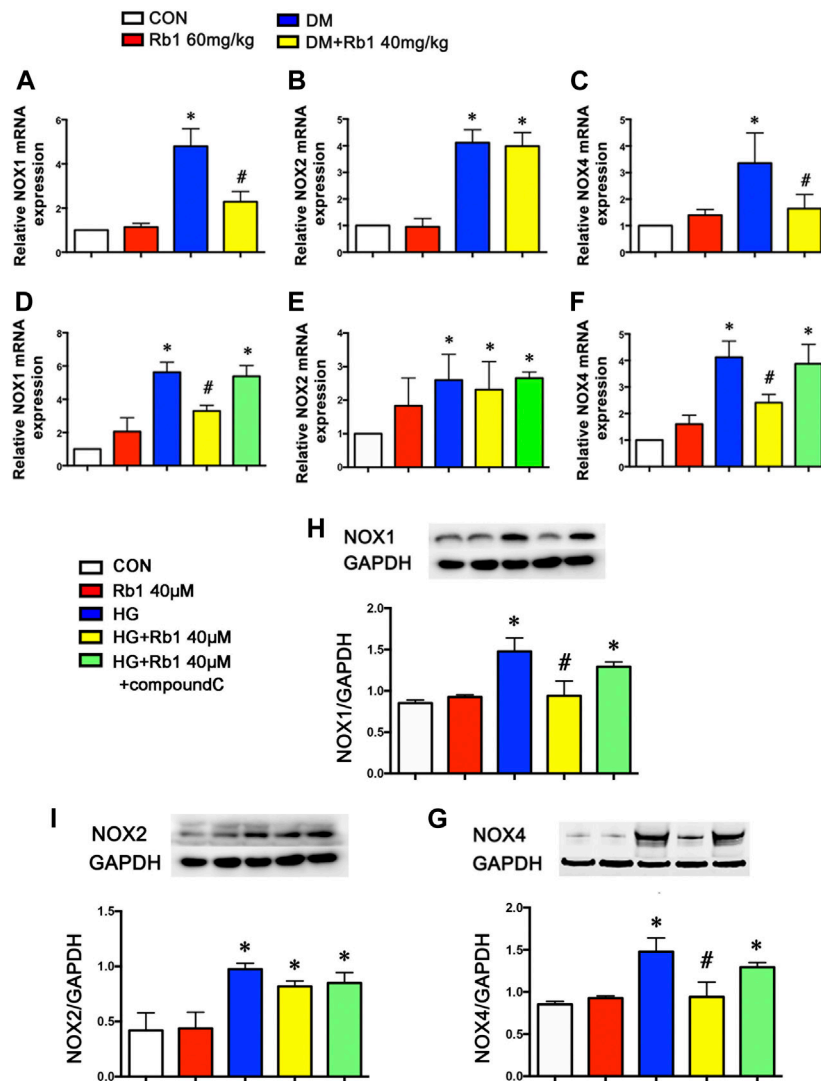 CON DM
Rb1 60mg/kg DM+Rb1 40mg/kg
A B C
Relative NOX1 mRNA
expression
8
6
4
2
0
*
#
Relative NOX2 mRNA
expression
5
4
3
2
1
0
* *
Relative NOX4 mRNA
expression
5
4
3
2
1
0
*
#
D E F
Relative NOX1 mRNA
expression
8
6
4
2
0
*
#
*
Relative NOX2 mRNA
expression
4
3
2
1
0
* * *
Relative NOX4 mRNA
expression
5
4
3
2
1
0
*
#
*
CON
Rb1 40μM
HG
HG+Rb1 40μM
HG+Rb1 40μM
+compoundC
H
NOX1
GAPDH
NOX1/GAPDH
2.0
1.5
1.0
0.5
0.0
*
#
*
I
NOX2
GAPDH
NOX2/GAPDH
1.5
1.0
0.5
0.0
* * *
G
NOX4
GAPDH
NOX4/GAPDH
2.0
1.5
1.0
0.5
0.0
*
#
*